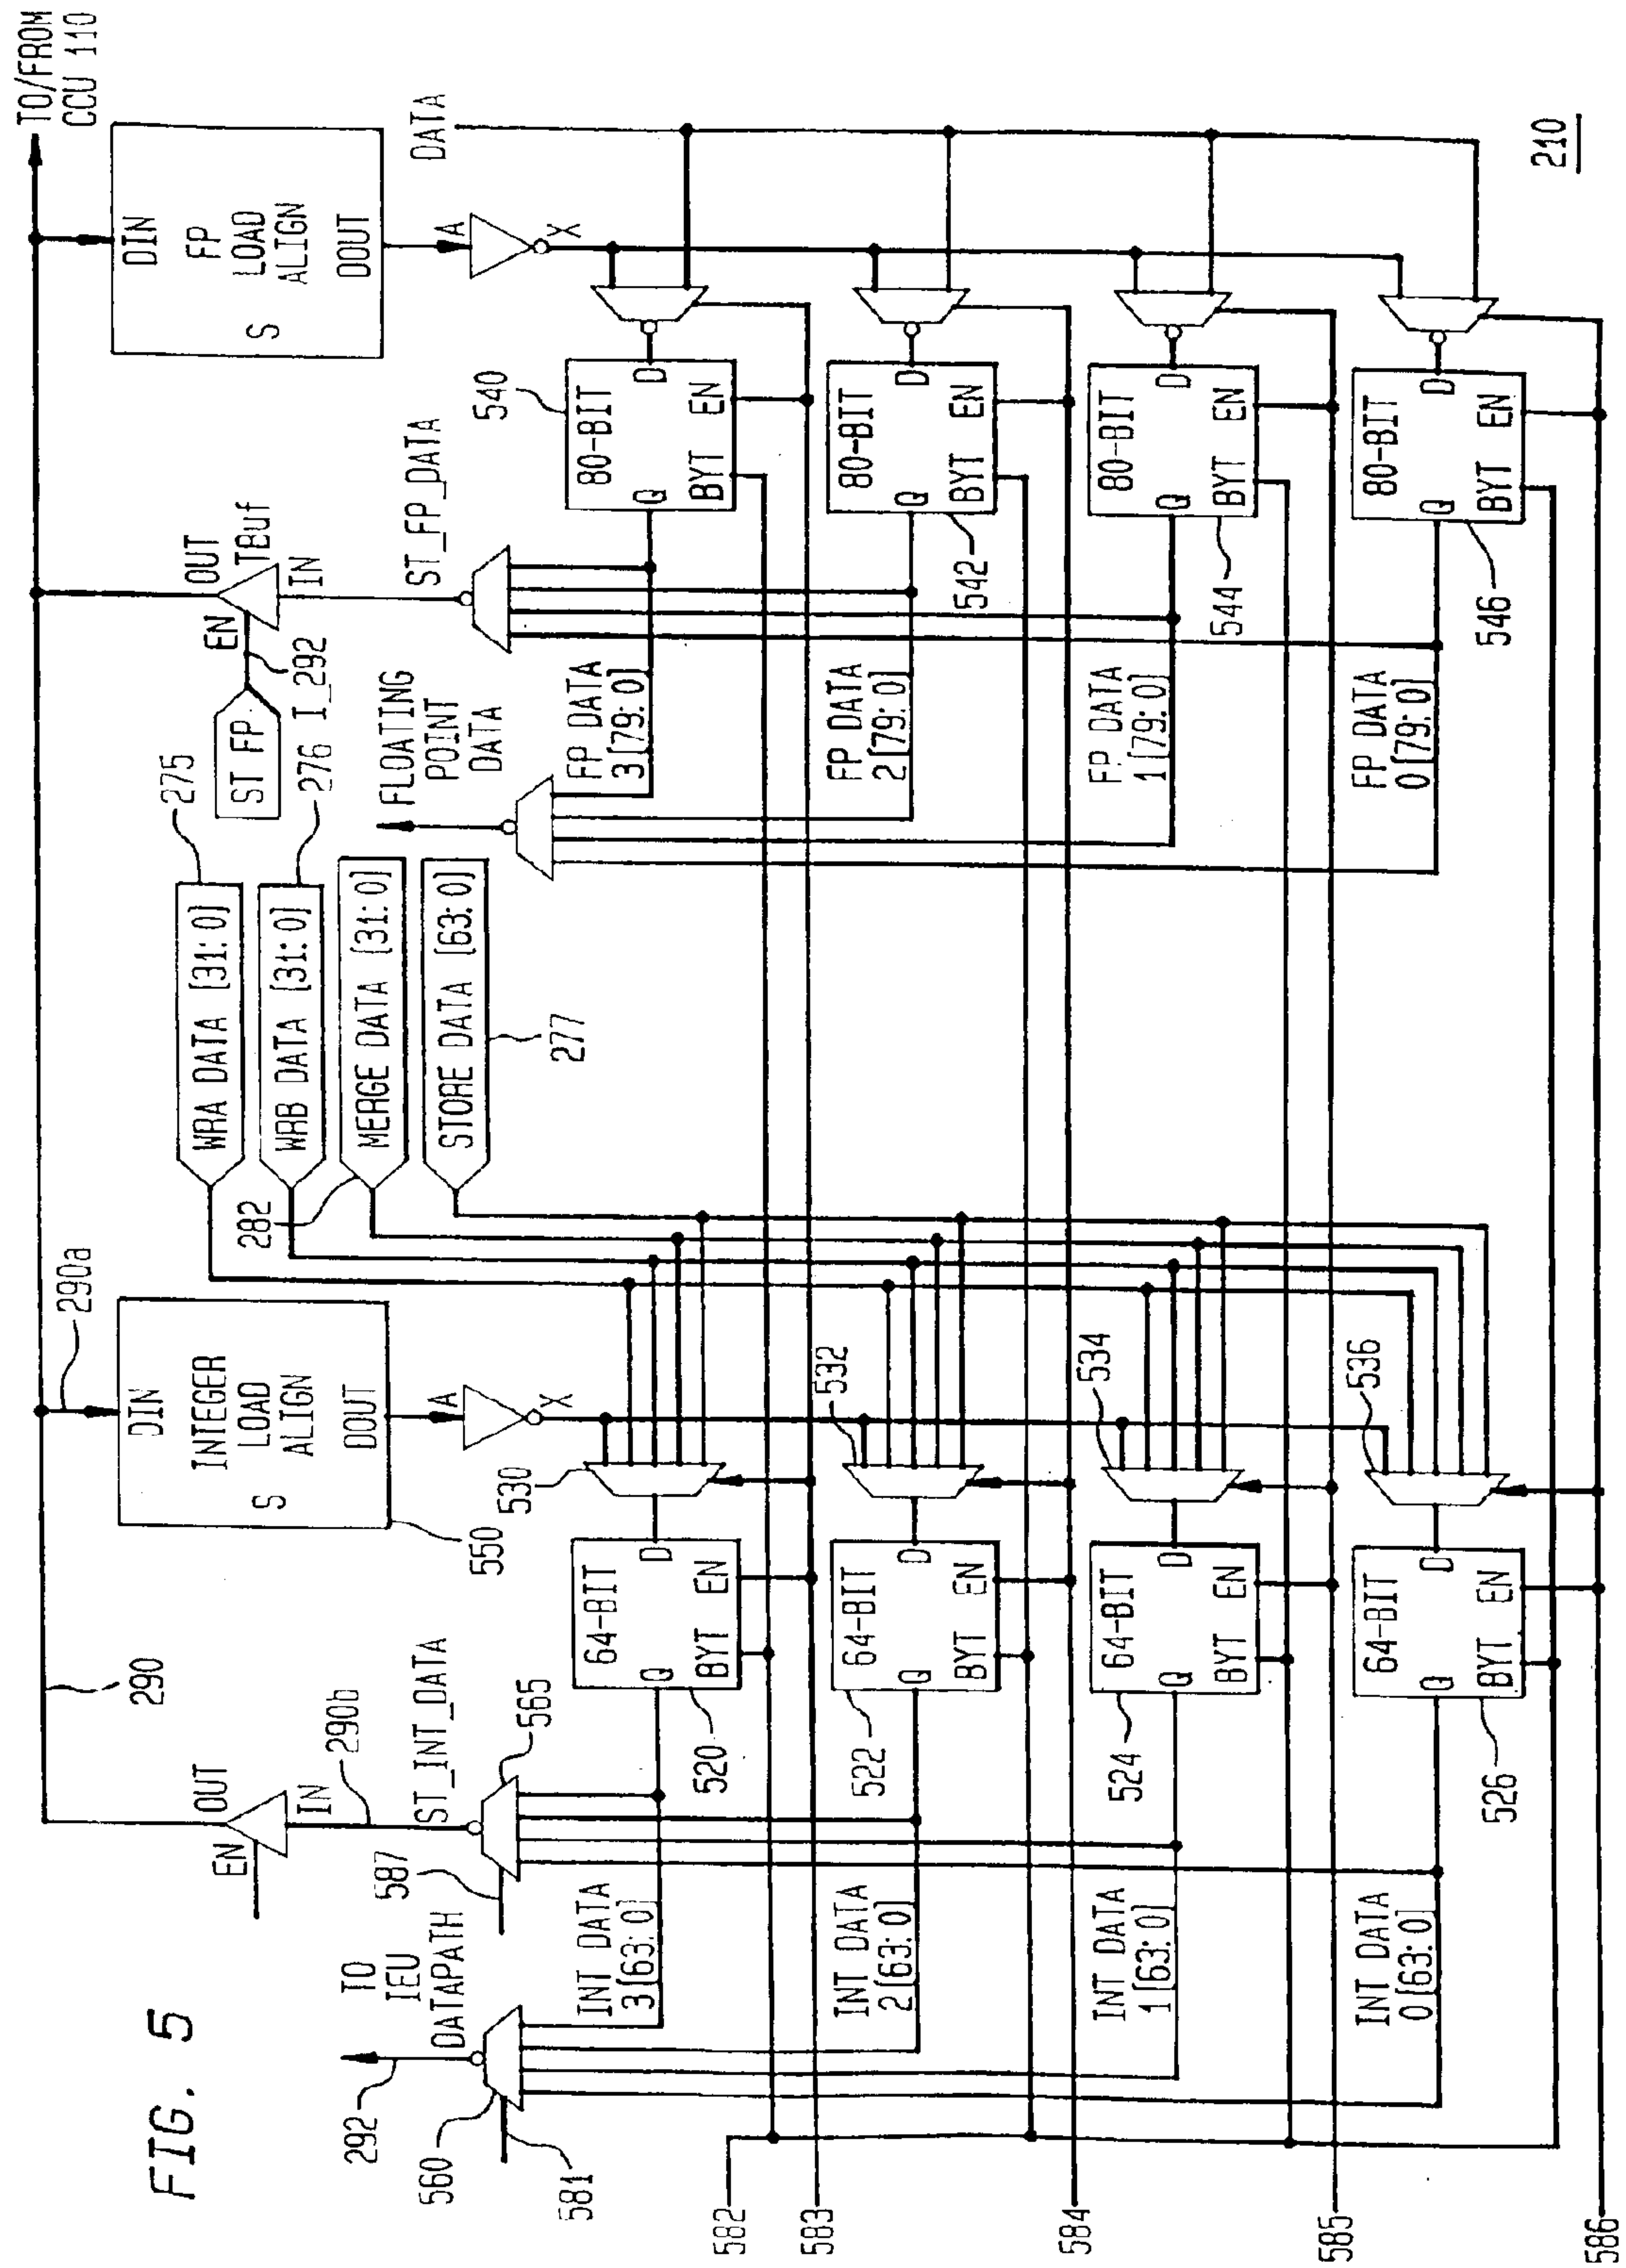 FIG. 5
TO/FROM
CCU 110
290
290a
OUT
EN
IN
290b
ST_INT_DATA
587
565
TO
IEU
DATAPATH
292
560
581
DIN
INTEGER
LOAD
ALIGN
S
DOUT
550
A
X
WRA DATA [31:0]
275
WRB DATA [31:0]
276
MERGE DATA [31:0]
282
STORE DATA [63:0]
277
ST FP
I_292
EN
OUT
TBuf
IN
ST_FP_DATA
FLOATING
POINT
DATA
DIN
FP
LOAD
ALIGN
S
DOUT
A
X
DATA
INT DATA
3[63:0]
64-BIT
Q
D
BYT
EN
520
530
FP DATA
3[79:0]
80-BIT
Q
D
BYT
EN
540
INT DATA
2[63:0]
64-BIT
Q
D
BYT
EN
522
532
FP DATA
2[79:0]
80-BIT
Q
D
BYT
EN
542
INT DATA
1[63:0]
64-BIT
Q
D
BYT
EN
524
534
FP DATA
1[79:0]
80-BIT
Q
D
BYT
EN
544
INT DATA
0[63:0]
64-BIT
Q
D
BYT
EN
526
536
FP DATA
0[79:0]
80-BIT
Q
D
BYT
EN
546
582
583
584
585
586
210